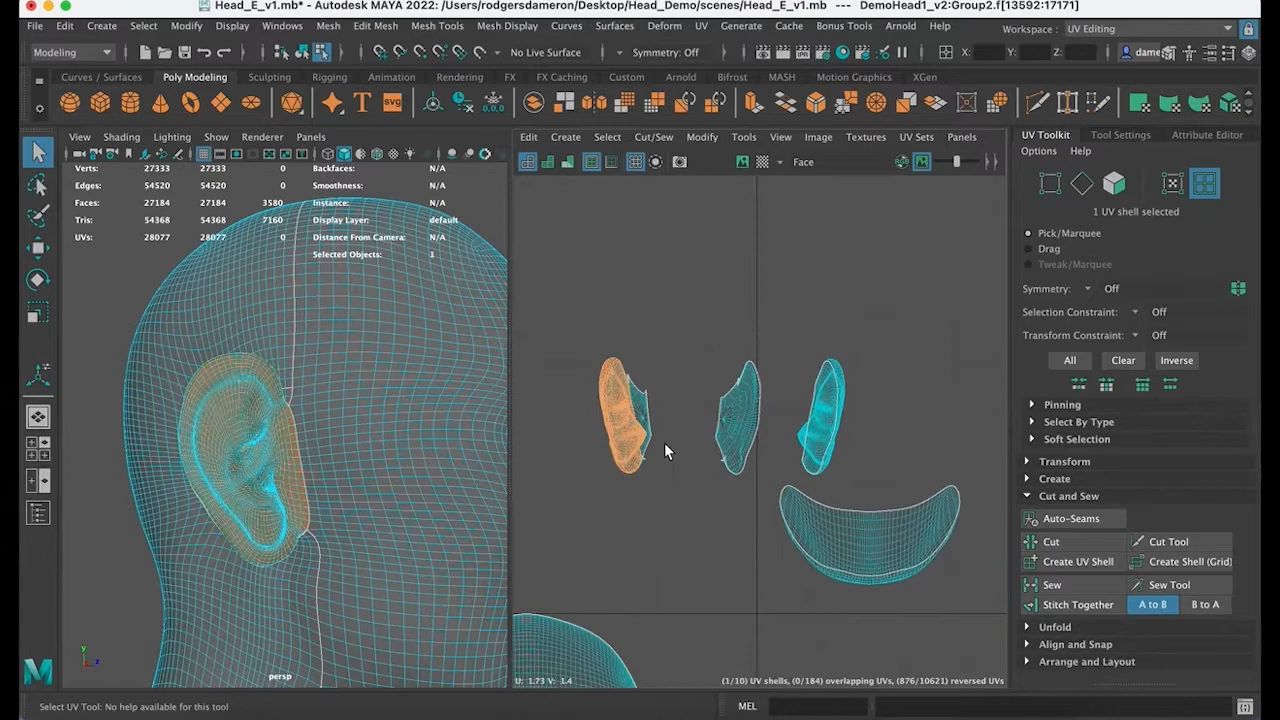 Head_E_v1.mb* - Autodesk MAYA 2022: /Users/rodgersdameron/Desktop/Head_Demo/scenes/Head_E_v1.mb --- DemoHead1_v2:Group2.f[13592:17171]
File Edit Create Select Modify Display Windows Mesh Edit Mesh Mesh Tools Mesh Display Curves Surfaces Deform UV Generate Cache Bonus Tools Arnold Help Workspace : UV Editing
Modeling No Live Surface Symmetry: Off X: Y: Z: dame
Curves / Surfaces Poly Modeling Sculpting Rigging Animation Rendering FX FX Caching Custom Arnold Bifrost MASH Motion Graphics XGen
T svg 0,0,0
View Shading Lighting Show Renderer Panels
Edit Create Select Cut/Sew Modify Tools View Image Textures UV Sets Panels
UV Toolkit Tool Settings Attribute Editor
Face RGB
Options Help
Verts: 27333 27333 0 Backfaces: N/A
Edges: 54520 54520 0 Smoothness: N/A
Faces: 27184 27184 3580 Instance: N/A
Tris: 54368 54368 7160 Display Layer: default
UVs: 28077 28077 0 Distance From Camera: N/A
Selected Objects: 1
1 UV shell selected
Pick/Marquee
Drag
Tweak/Marquee
Symmetry: Off
Selection Constraint: Off
Transform Constraint: Off
All Clear Inverse
Pinning
Select By Type
Soft Selection
Transform
Create
Cut and Sew
Auto-Seams
Cut Cut Tool
Create UV Shell Create Shell (Grid)
Sew Sew Tool
Stitch Together A to B B to A
Unfold
Align and Snap
Arrange and Layout
y
z
persp
U: 1.73 V: 1.4 (1/10) UV shells, (0/184) overlapping UVs, (876/10621) reversed UVs
M
Select UV Tool: No help available for this tool MEL